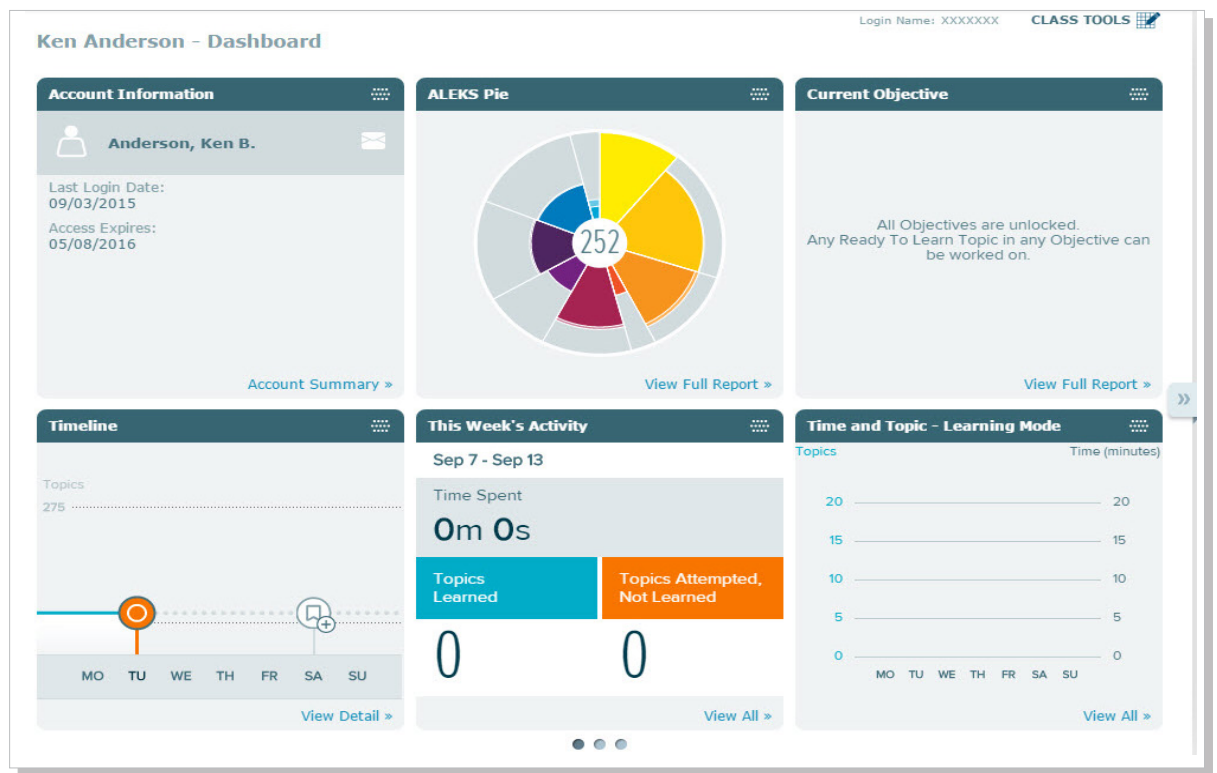 Login Name: XXXXXXX CLASS TOOLS
Ken Anderson - Dashboard
Account Information
Anderson, Ken B.
Last Login Date:
09/03/2015
Access Expires:
05/08/2016
Account Summary »
ALEKS Pie
252
View Full Report »
Current Objective
All Objectives are unlocked.
Any Ready To Learn Topic in any Objective can
be worked on.
View Full Report »
»
Timeline
Topics
275
MO TU WE TH FR SA SU
View Detail »
This Week's Activity
Sep 7 - Sep 13
Time Spent
0m 0s
Topics
Learned
0
Topics Attempted,
Not Learned
0
View All »
Time and Topic - Learning Mode
Topics Time (minutes)
20 20
15 15
10 10
5 5
0 0
MO TU WE TH FR SA SU
View All »